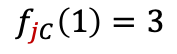 f_{jC}(1) = 3